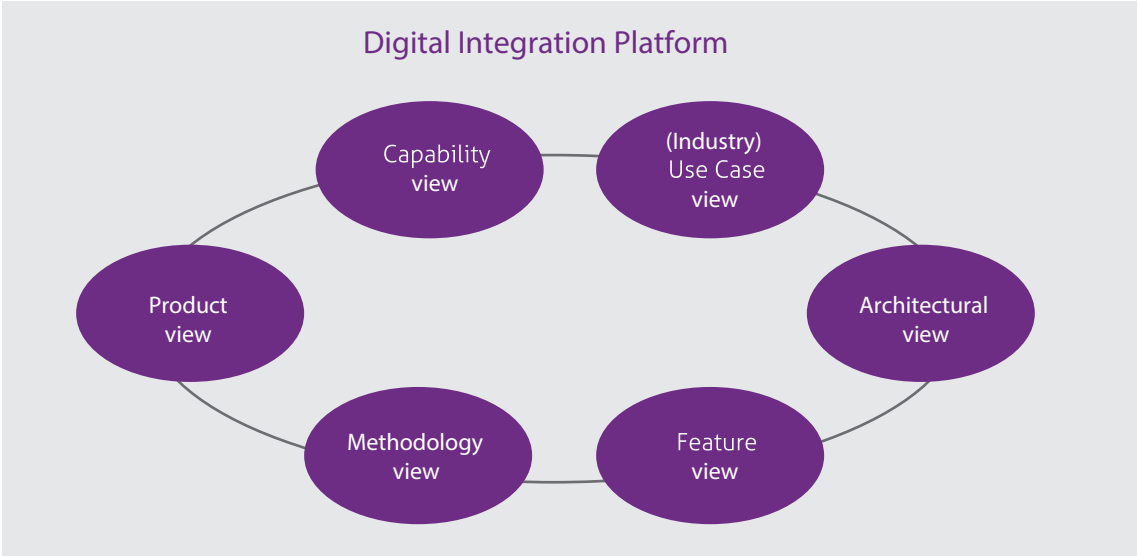 Digital Integration Platform
Capability
view
(Industry)
Use Case
view
Product
view
Architectural
view
Methodology
view
Feature
view